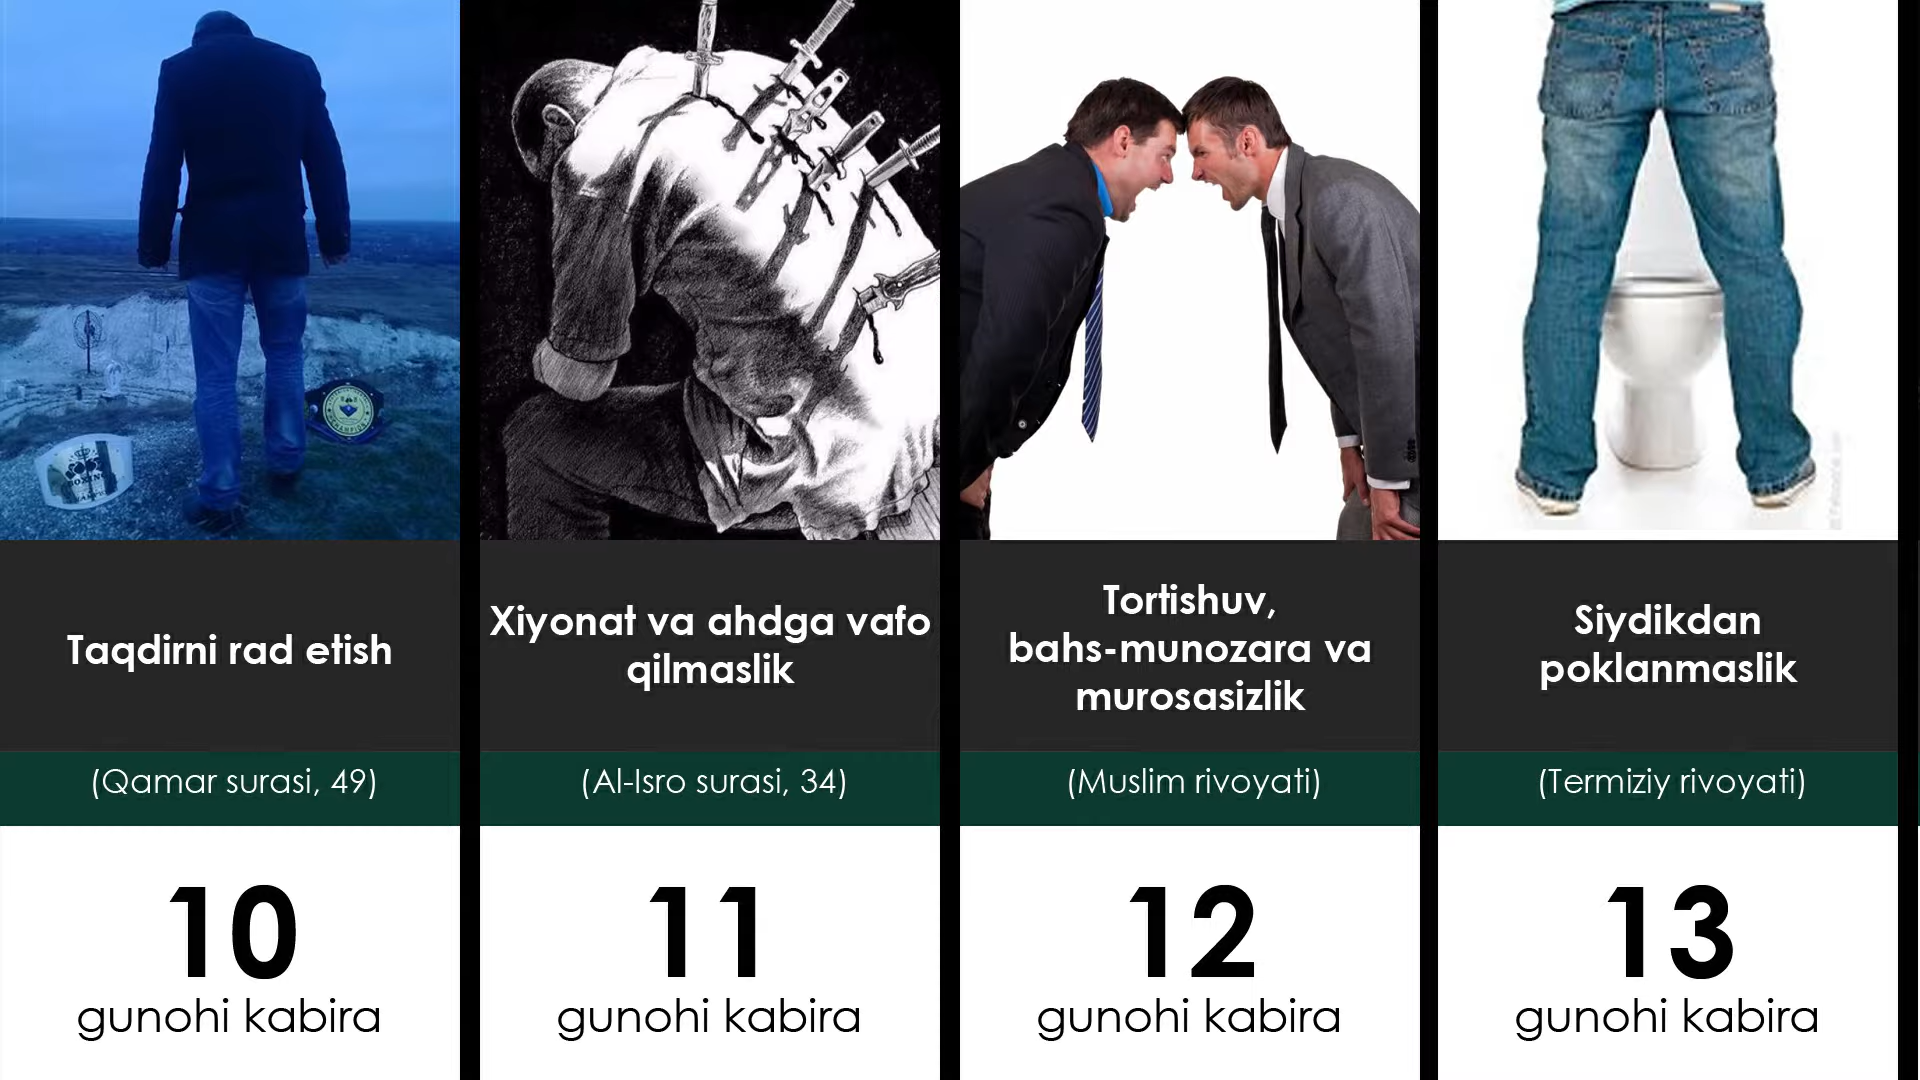 Taqdirni rad etish
(Qamar surasi, 49)
10
gunohi kabira
Xiyonat va ahdga vafo
qilmaslik
(Al-Isro surasi, 34)
11
gunohi kabira
Tortishuv,
bahs-munozara va
murosasizlik
(Muslim rivoyati)
12
gunohi kabira
Siydikdan
poklanmaslik
(Termiziy rivoyati)
13
gunohi kabira